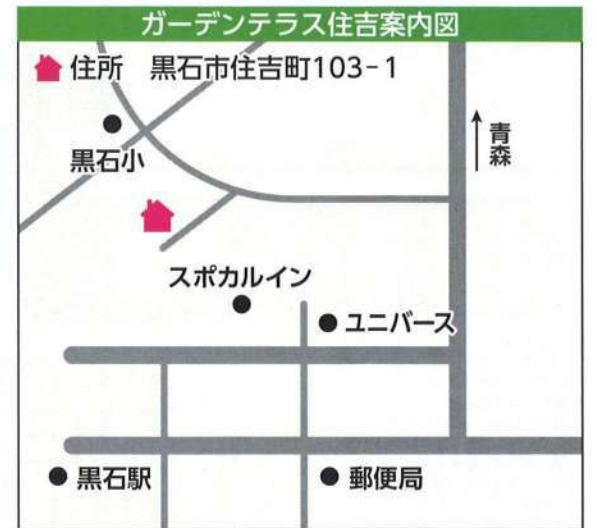 ガーデンテラス住吉案内図
住所　黒石市住吉町103-1
青森
黒石小
スポカルイン
ユニバース
黒石駅
郵便局